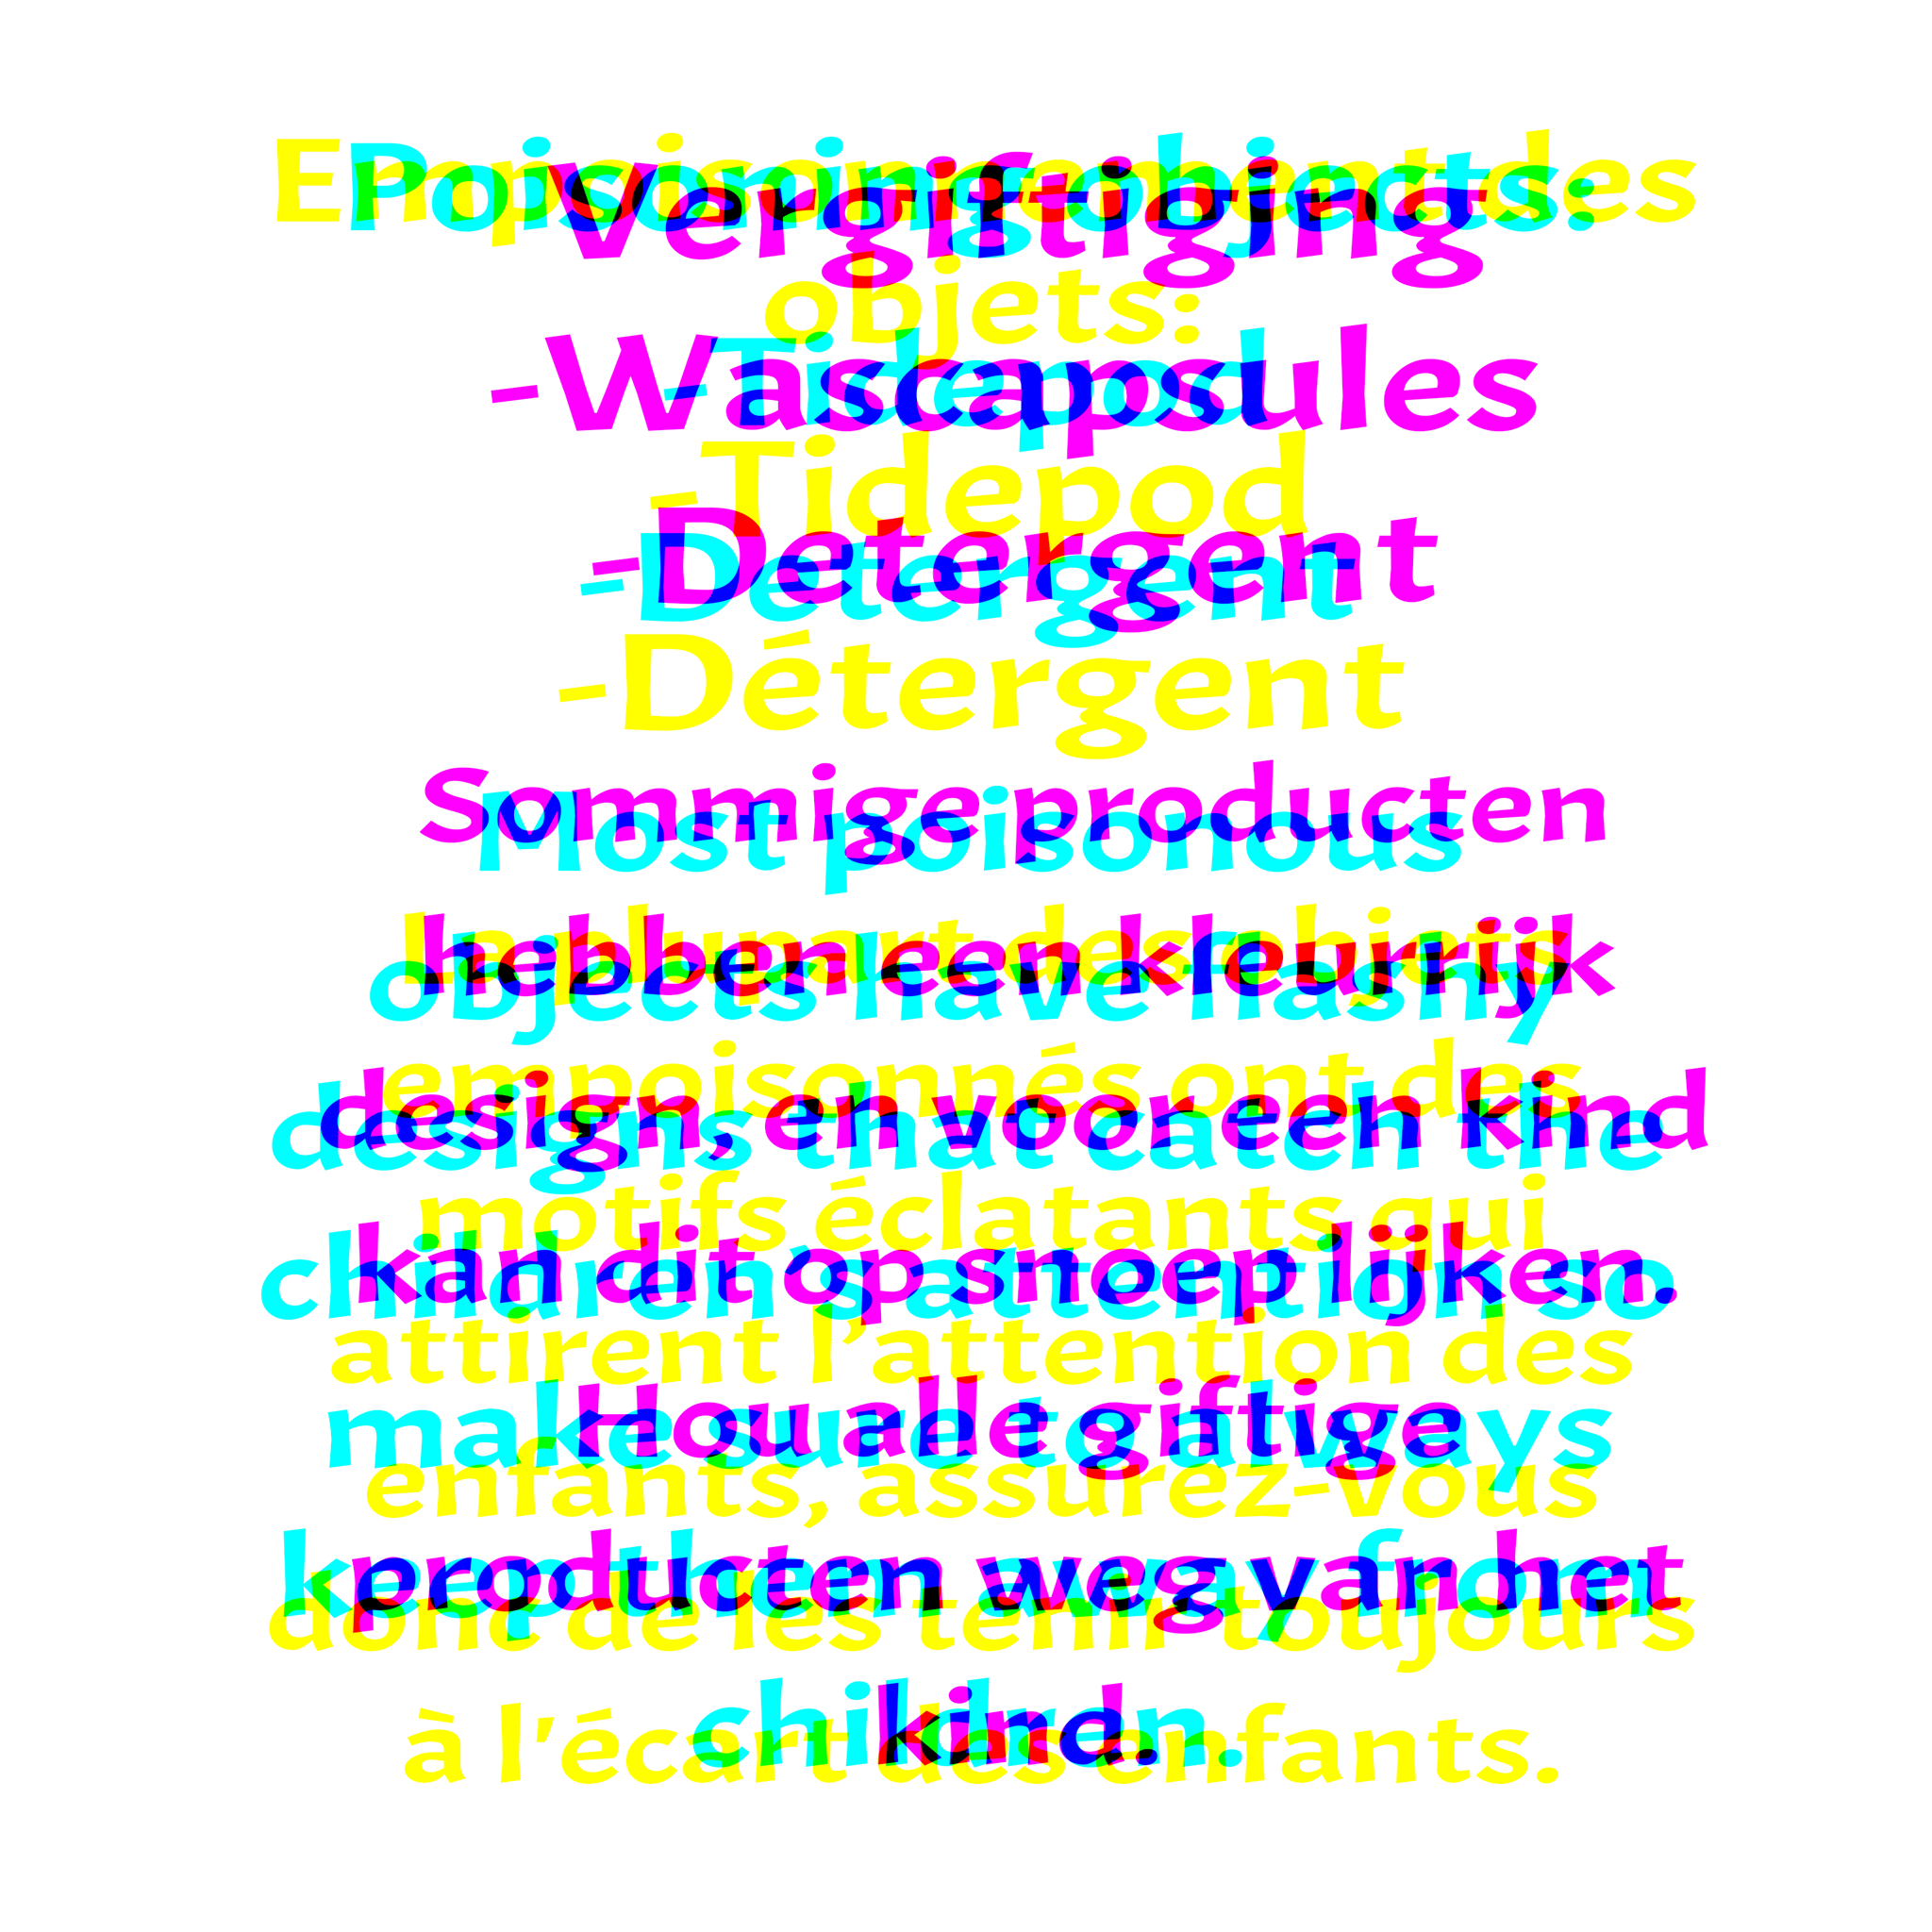 Empoisonnement des
objets:
-Tidepod
-Détergent
La plupart des objets
empoisonnés ont des
motifs éclatants qui
attirent l'attention des
enfants, assurez-vous
donc de les tenir toujours
à l'écart des enfants.
Poisoning objects:
-Tidepod
-Detergent
Most poisonous
objects have flashy
designs, that catch the
children's attention, so
make sure to always
keep them away from
children.
Vergiftiging
-Wascapsules
-Detergent
Sommige producten
hebben een kleurrijk
design en voor een kind
kan dit op snoep lijken.
Hou alle giftige
producten weg van het
kind.